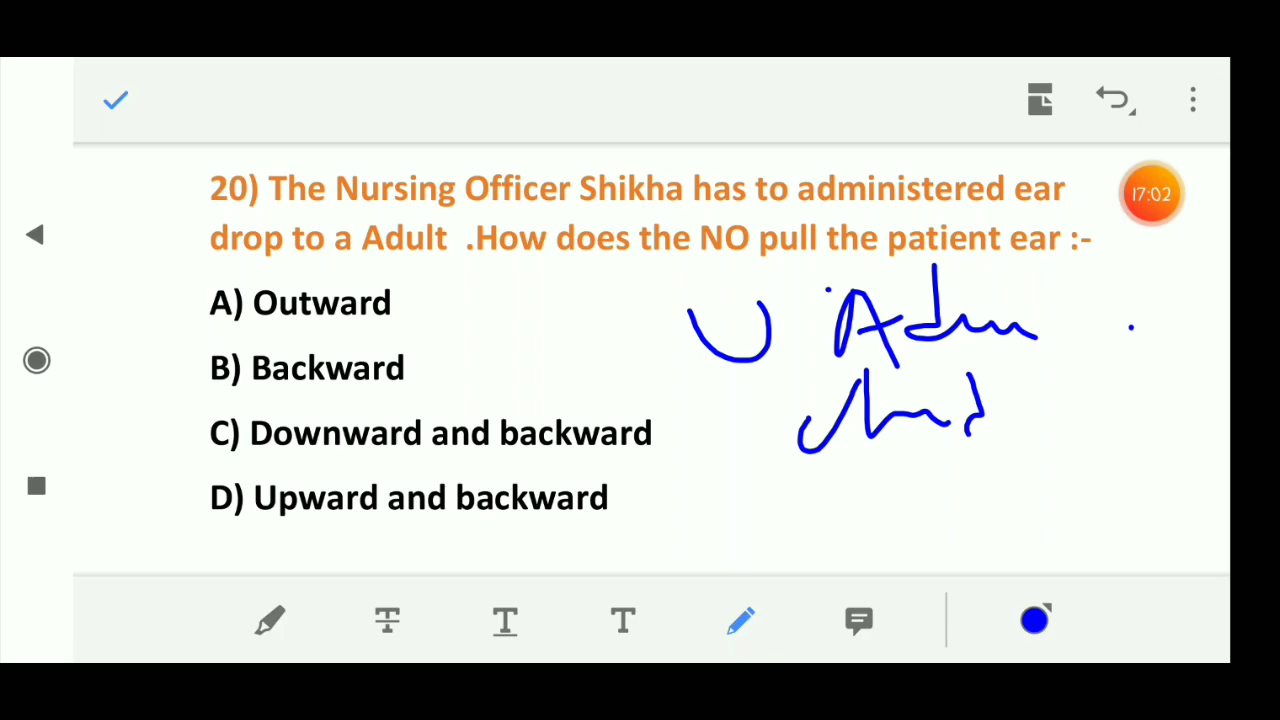 17:02
20) The Nursing Officer Shikha has to administered ear
drop to a Adult .How does the NO pull the patient ear :-
A) Outward
B) Backward
C) Downward and backward
D) Upward and backward
U